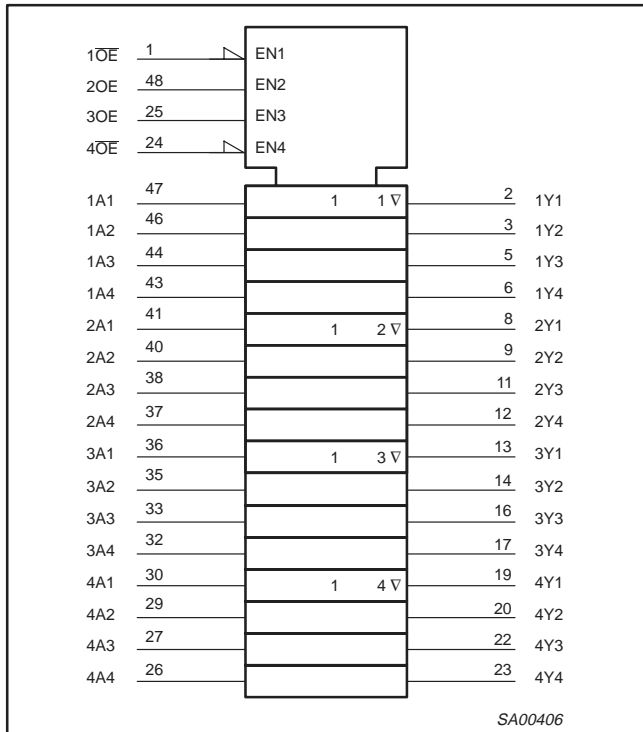 1O̅E̅ 1 EN1
2OE 48 EN2
3OE 25 EN3
4O̅E̅ 24 EN4
1A1 47 1 1 ∇ 2 1Y1
1A2 46 3 1Y2
1A3 44 5 1Y3
1A4 43 6 1Y4
2A1 41 1 2 ∇ 8 2Y1
2A2 40 9 2Y2
2A3 38 11 2Y3
2A4 37 12 2Y4
3A1 36 1 3 ∇ 13 3Y1
3A2 35 14 3Y2
3A3 33 16 3Y3
3A4 32 17 3Y4
4A1 30 1 4 ∇ 19 4Y1
4A2 29 20 4Y2
4A3 27 22 4Y3
4A4 26 23 4Y4
SA00406